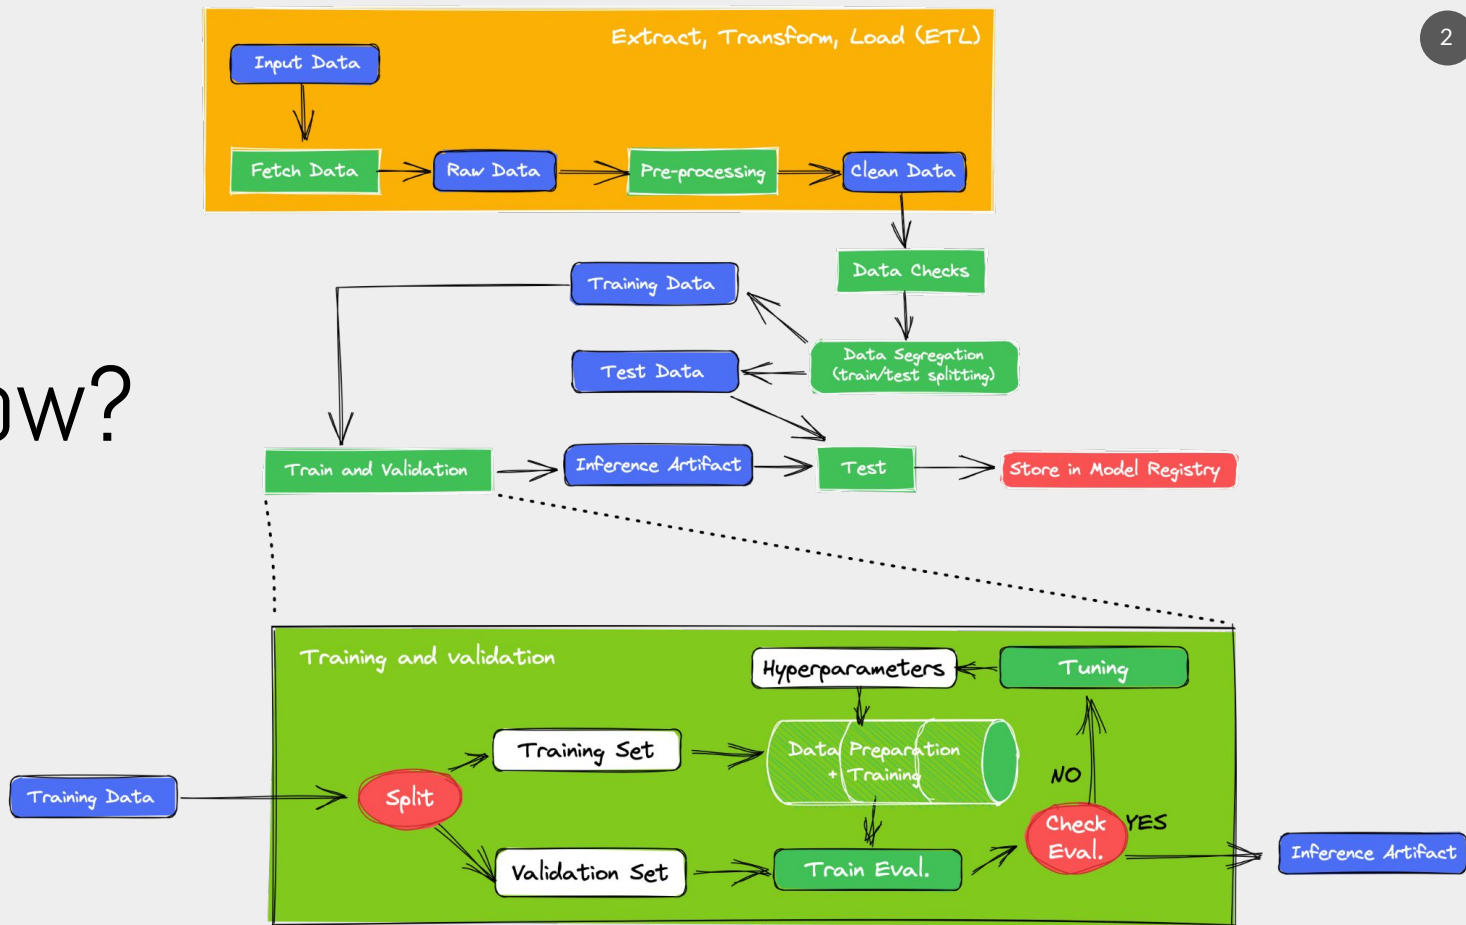 Extract, Transform, Load (ETL)
2
Input Data
Fetch Data
Raw Data
Pre-processing
Clean Data
Data Checks
Training Data
Data Segregation
(train/test splitting)
Test Data
ow?
Train and Validation
Inference Artifact
Test
Store in Model Registry
Training and validation
Hyperparameters
Tuning
Training Set
Data Preparation
+ Training
NO
Training Data
Split
Check
Eval.
YES
Validation Set
Train Eval.
Inference Artifact